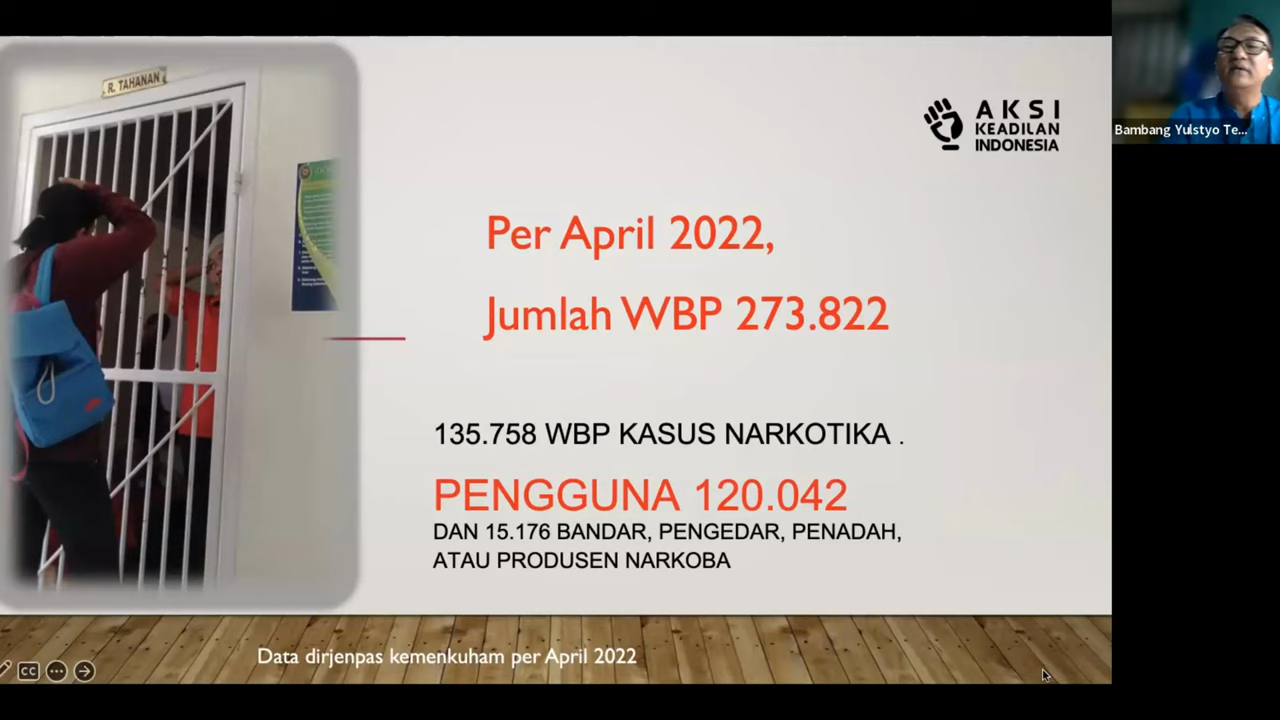 R. TAHANAN
AKSI
KEADILAN
INDONESIA
Bambang Yulstyo Te...
Per April 2022,
Jumlah WBP 273.822
135.758 WBP KASUS NARKOTIKA .
PENGGUNA 120.042
DAN 15.176 BANDAR, PENGEDAR, PENADAH,
ATAU PRODUSEN NARKOBA
Data dirjenpas kemenkuham per April 2022
CC